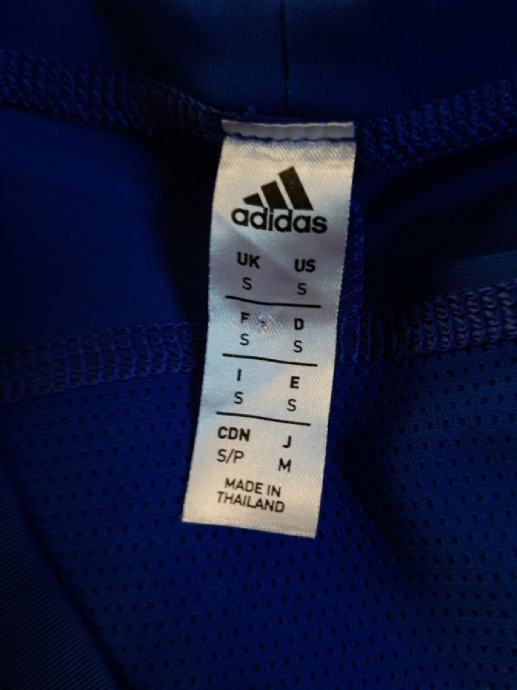 adidas
UK US
S S
F D
S S
I E
S S
CDN J
S/P M
MADE IN
THAILAND